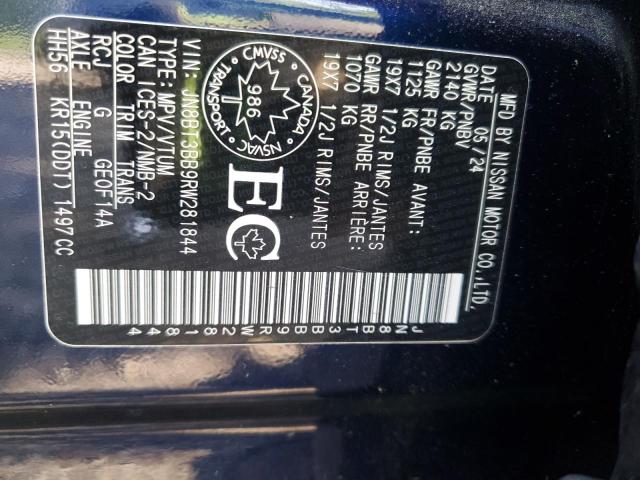 MFD BY NISSAN MOTOR CO.,LTD.
DATE 05/24
GVWR/PNBV
2140 KG
GAWR FR/PNBE AVANT:
1125 KG
19X7 1/2J RIMS/JANTES
GAWR RR/PNBE ARRIÈRE:
1070 KG
19X7 1/2J RIMS/JANTES
CMVSS
CANADA
NSVAC
TRANSPORT
986
EC
VIN: JN8BT3BB9RW281844
TYPE: MPV/VTUM
CAN ICES-2/NMB-2
COLOR TRIM TRANS
RCJ G GE0F14A
AXLE ENGINE
HH56 KR15(DDT) 1497CC
JN8BT3BB9RW281844